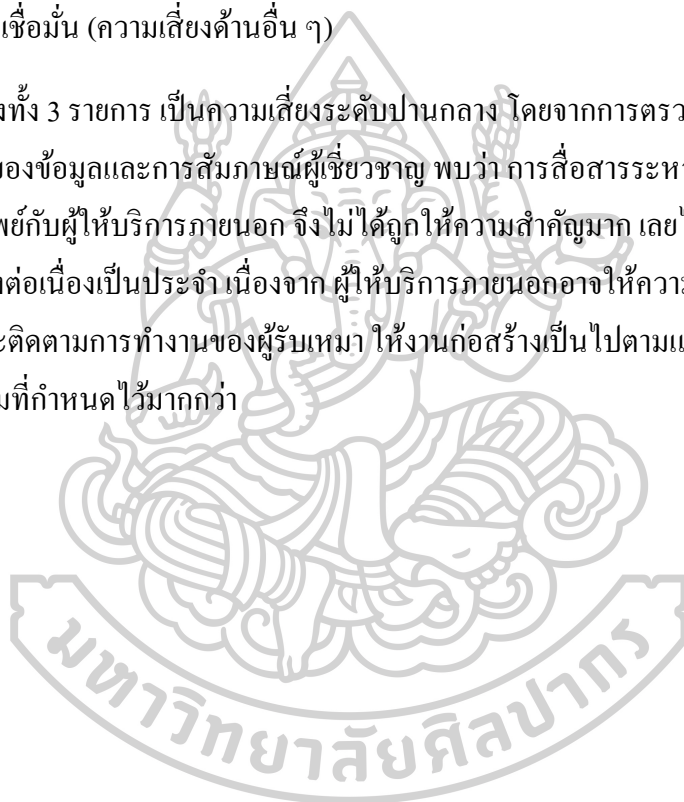 เชื่อมั่น (ความเสี่ยงด้านอื่น ๆ)
งทั้ง 3 รายการ เป็นความเสี่ยงระดับปานกลาง โดยจากการตรว
ของข้อมูลและการสัมภาษณ์ผู้เชี่ยวชาญ พบว่า การสื่อสารระหว
พย์กับผู้ให้บริการภายนอก จึงไม่ได้ถูกให้ความสำคัญมาก เลย
งต่อเนื่องเป็นประจำ เนื่องจาก ผู้ให้บริการภายนอกอาจให้ความ
ะติดตามการทำงานของผู้รับเหมา ให้งานก่อสร้างเป็นไปตามแ
มที่กำหนดไว้มากกว่า
มหาวิทยาลัยศิลปากร